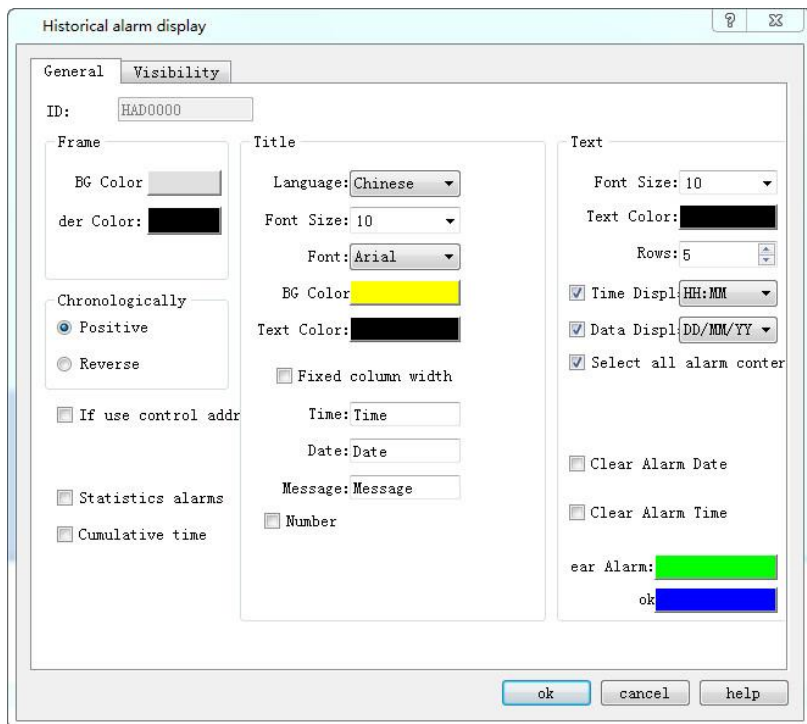 Historical alarm display
General
Visibility
ID: HAD0000
Frame
BG Color
der Color:
Chronologically
Positive
Reverse
If use control addr
Statistics alarms
Cumulative time
Title
Language: Chinese
Font Size: 10
Font: Arial
BG Color
Text Color:
Fixed column width
Time: Time
Date: Date
Message: Message
Number
Text
Font Size: 10
Text Color:
Rows: 5
Time Displ: HH:MM
Data Displ: DD/MM/YY
Select all alarm conter
Clear Alarm Date
Clear Alarm Time
ear Alarm:
ok
ok
cancel
help